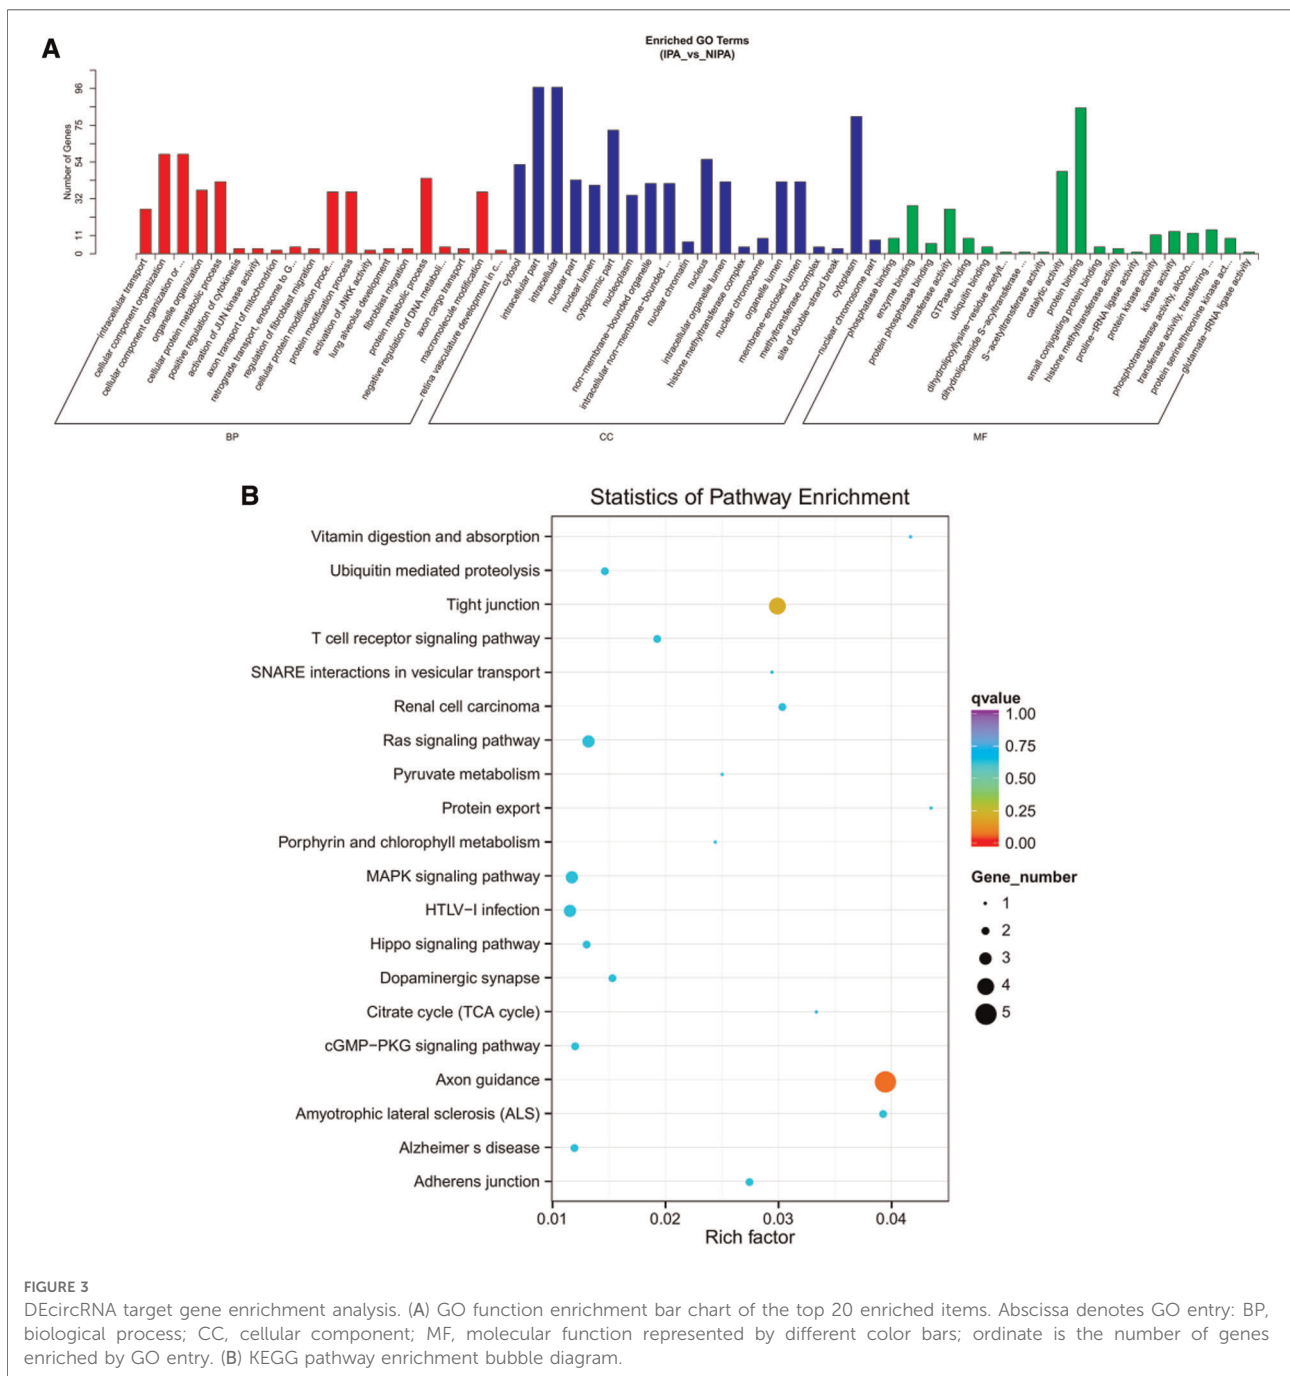 A
Enriched GO Terms
(IPA_vs_NIPA)
Number of Genes
96
75
54
32
11
0
intracellular transport
cellular component organization
cellular component organization or ...
organelle organization
cellular protein metabolic process
positive regulation of cytokinesis
activation of JUN kinase activity
axon transport of mitochondrion
retrograde transport, endosome to G...
regulation of fibroblast migration
cellular protein modification proce...
protein modification process
activation of JNKK activity
lung alveolus development
fibroblast migration
protein metabolic process
negative regulation of DNA metaboli...
axon cargo transport
macromolecule modification
retina vasculature development in c...
cytosol
intracellular part
intracellular
nuclear part
nuclear lumen
cytoplasmic part
nucleoplasm
non−membrane−bounded organelle
intracellular non−membrane−bounded ...
nuclear chromatin
nucleus
intracellular organelle lumen
histone methyltransferase complex
nuclear chromosome
organelle lumen
membrane−enclosed lumen
methyltransferase complex
site of double−strand break
cytoplasm
nuclear chromosome part
phosphatase binding
enzyme binding
protein phosphatase binding
transferase activity
GTPase binding
ubiquitin binding
dihydrolipoyllysine−residue acetylt...
dihydrolipoamide S−acyltransferase ...
S−acetyltransferase activity
catalytic activity
protein binding
small conjugating protein binding
histone methyltransferase activity
proline−tRNA ligase activity
protein kinase activity
kinase activity
phosphotransferase activity, alcoho...
transferase activity, transferring ...
protein serine/threonine kinase act...
glutamate−tRNA ligase activity
BP
CC
MF
B
Statistics of Pathway Enrichment
Vitamin digestion and absorption
Ubiquitin mediated proteolysis
Tight junction
T cell receptor signaling pathway
SNARE interactions in vesicular transport
Renal cell carcinoma
Ras signaling pathway
Pyruvate metabolism
Protein export
Porphyrin and chlorophyll metabolism
MAPK signaling pathway
HTLV−I infection
Hippo signaling pathway
Dopaminergic synapse
Citrate cycle (TCA cycle)
cGMP−PKG signaling pathway
Axon guidance
Amyotrophic lateral sclerosis (ALS)
Alzheimer s disease
Adherens junction
0.01
0.02
0.03
0.04
Rich factor
qvalue
1.00
0.75
0.50
0.25
0.00
Gene_number
1
2
3
4
5
FIGURE 3
DEcircRNA target gene enrichment analysis. (A) GO function enrichment bar chart of the top 20 enriched items. Abscissa denotes GO entry: BP,
biological process; CC, cellular component; MF, molecular function represented by different color bars; ordinate is the number of genes
enriched by GO entry. (B) KEGG pathway enrichment bubble diagram.